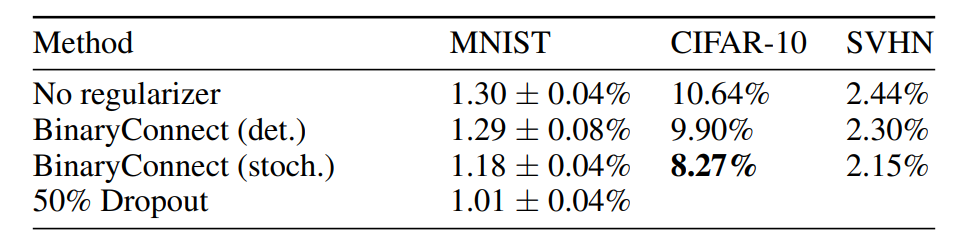 Method MNIST CIFAR-10 SVHN
No regularizer 1.30 ± 0.04% 10.64% 2.44%
BinaryConnect (det.) 1.29 ± 0.08% 9.90% 2.30%
BinaryConnect (stoch.) 1.18 ± 0.04% 8.27% 2.15%
50% Dropout 1.01 ± 0.04%